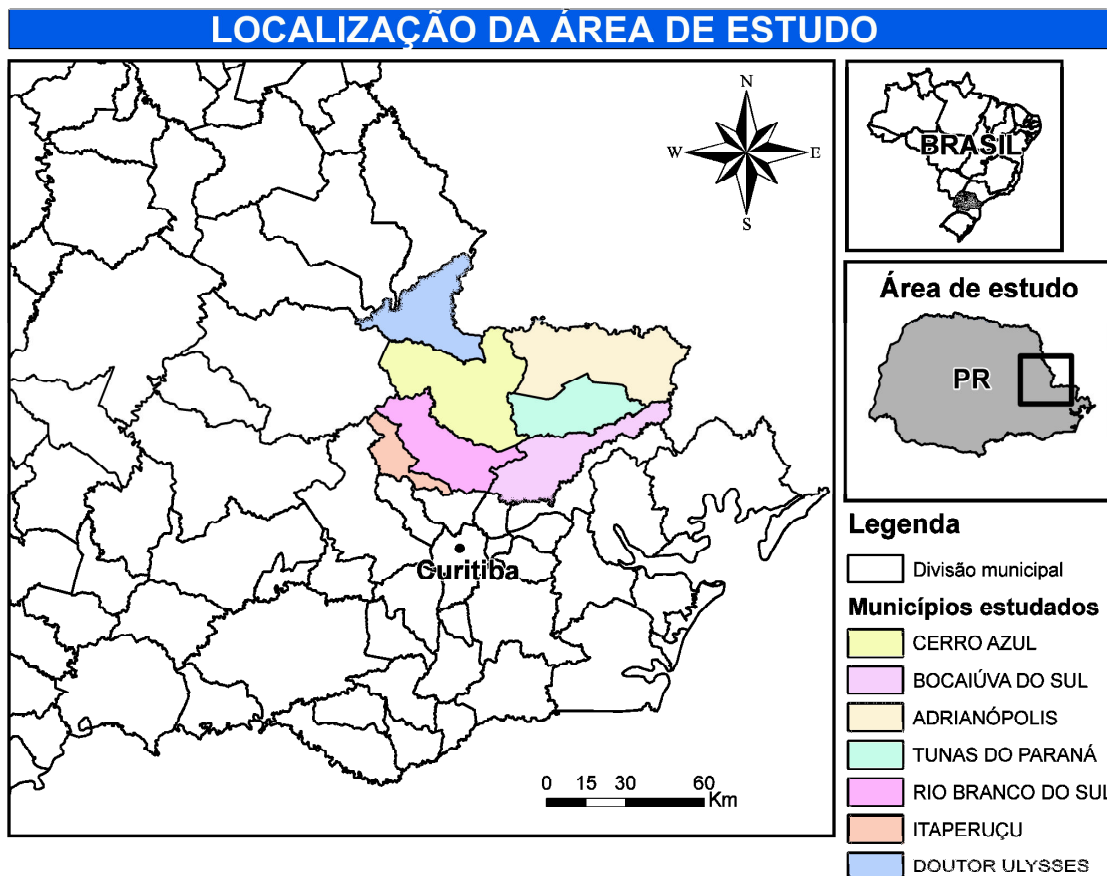 LOCALIZAÇÃO DA ÁREA DE ESTUDO
N
W
E
S
Curitiba
0 15 30 60
Km
BRASIL
Área de estudo
PR
Legenda
Divisão municipal
Municípios estudados
CERRO AZUL
BOCAIÚVA DO SUL
ADRIANÓPOLIS
TUNAS DO PARANÁ
RIO BRANCO DO SUL
ITAPERUÇU
DOUTOR ULYSSES